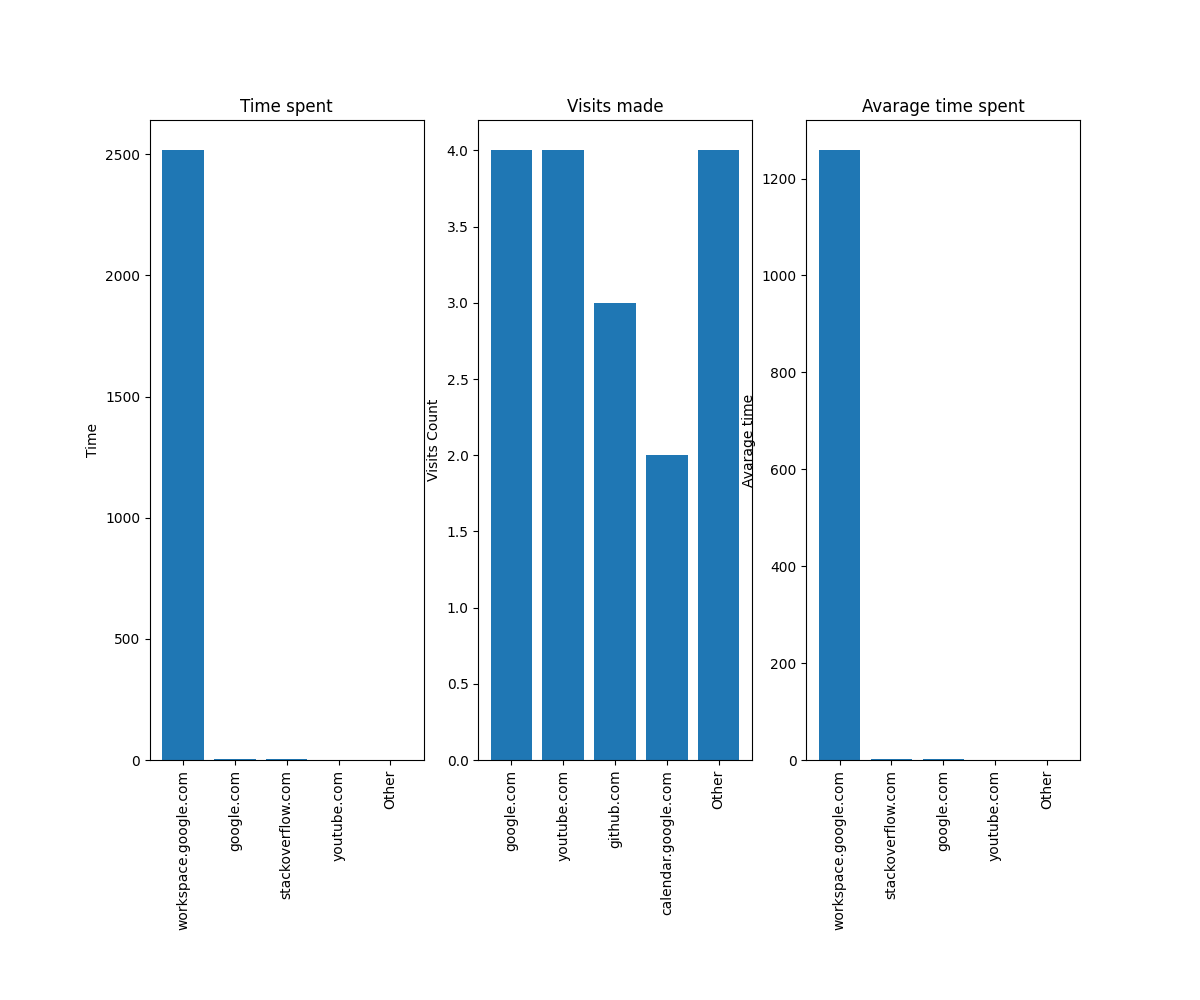 Time spent
2500
2000
1500
1000
500
0
Time
workspace.google.com
google.com
stackoverflow.com
youtube.com
Other
Visits made
4.0
3.5
3.0
2.5
2.0
1.5
1.0
0.5
0.0
Visits Count
google.com
youtube.com
github.com
calendar.google.com
Other
Avarage time spent
1200
1000
800
600
400
200
0
Avarage time
workspace.google.com
stackoverflow.com
google.com
youtube.com
Other